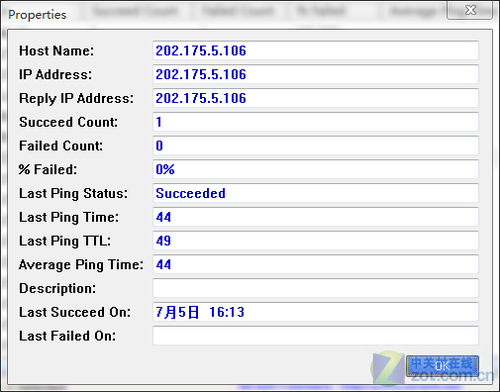 Succeed Count Failed Count % Failed Average Ping
Properties
Host Name: 202.175.5.106
IP Address: 202.175.5.106
Reply IP Address: 202.175.5.106
Succeed Count: 1
Failed Count: 0
% Failed: 0%
Last Ping Status: Succeeded
Last Ping Time: 44
Last Ping TTL: 49
Average Ping Time: 44
Description:
Last Succeed On: 7月5日 16:13
Last Failed On:
OK
中关村在线
zol.com.cn